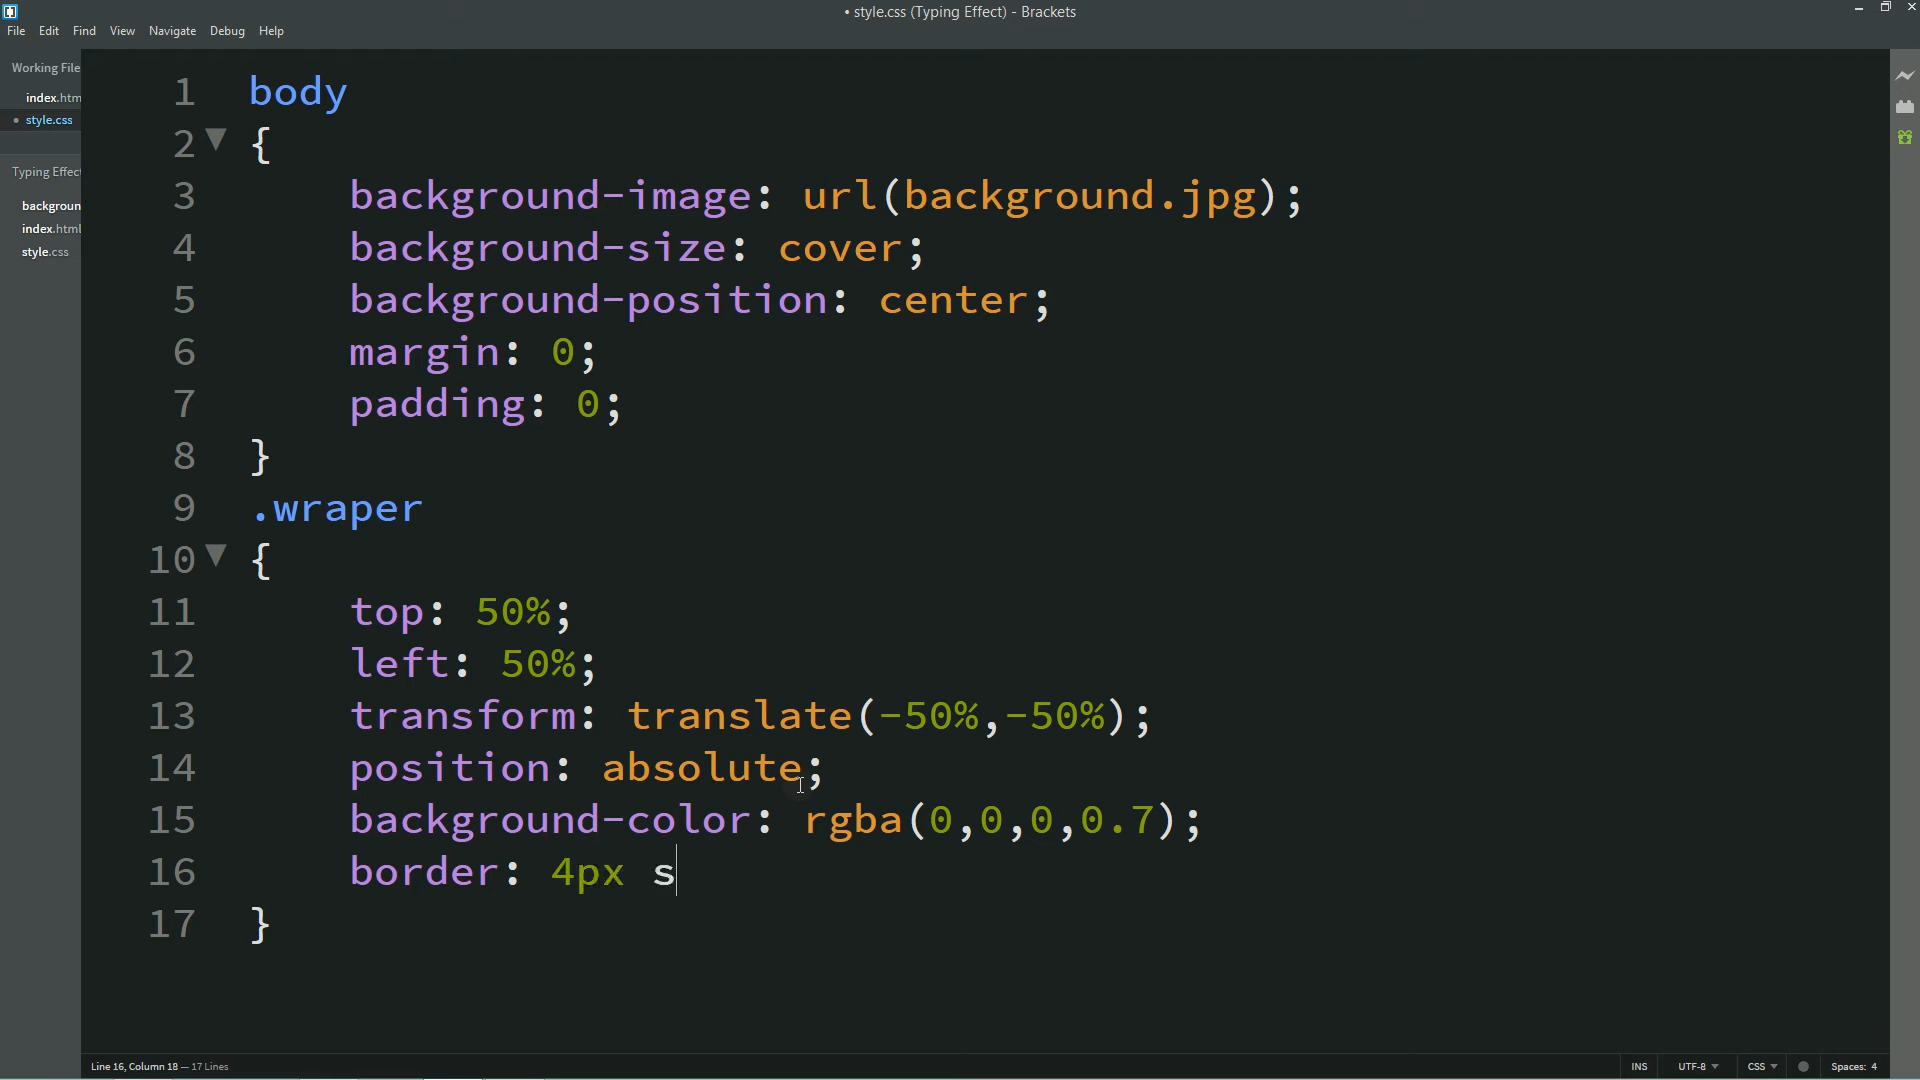 • style.css (Typing Effect) - Brackets
File Edit Find View Navigate Debug Help
Working File
index.htm
• style.css
Typing Effec
backgroun
index.html
style.css
1 body
2 {
3 background-image: url(background.jpg);
4 background-size: cover;
5 background-position: center;
6 margin: 0;
7 padding: 0;
8 }
9 .wraper
10 {
11 top: 50%;
12 left: 50%;
13 transform: translate(-50%,-50%);
14 position: absolute;
15 background-color: rgba(0,0,0,0.7);
16 border: 4px s
17 }
Line 16, Column 18 — 17 Lines
INS UTF-8 CSS Spaces: 4